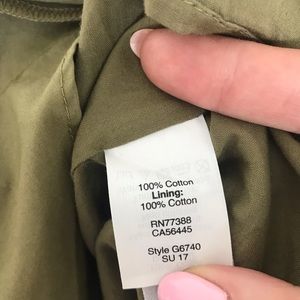 100% Cotton
Lining:
100% Cotton
RN77388
CA56445
Style G6740
SU 17